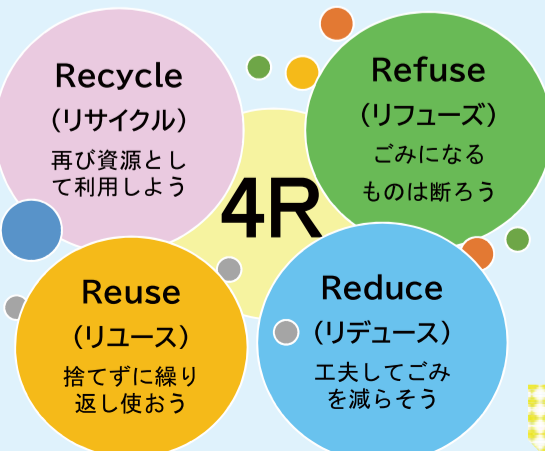 Recycle
(リサイクル)
再び資源とし
て利用しよう
Refuse
(リフューズ)
ごみになる
ものは断ろう
4R
Reuse
(リユース)
捨てずに繰り
返し使おう
Reduce
(リデュース)
工夫してごみ
を減らそう